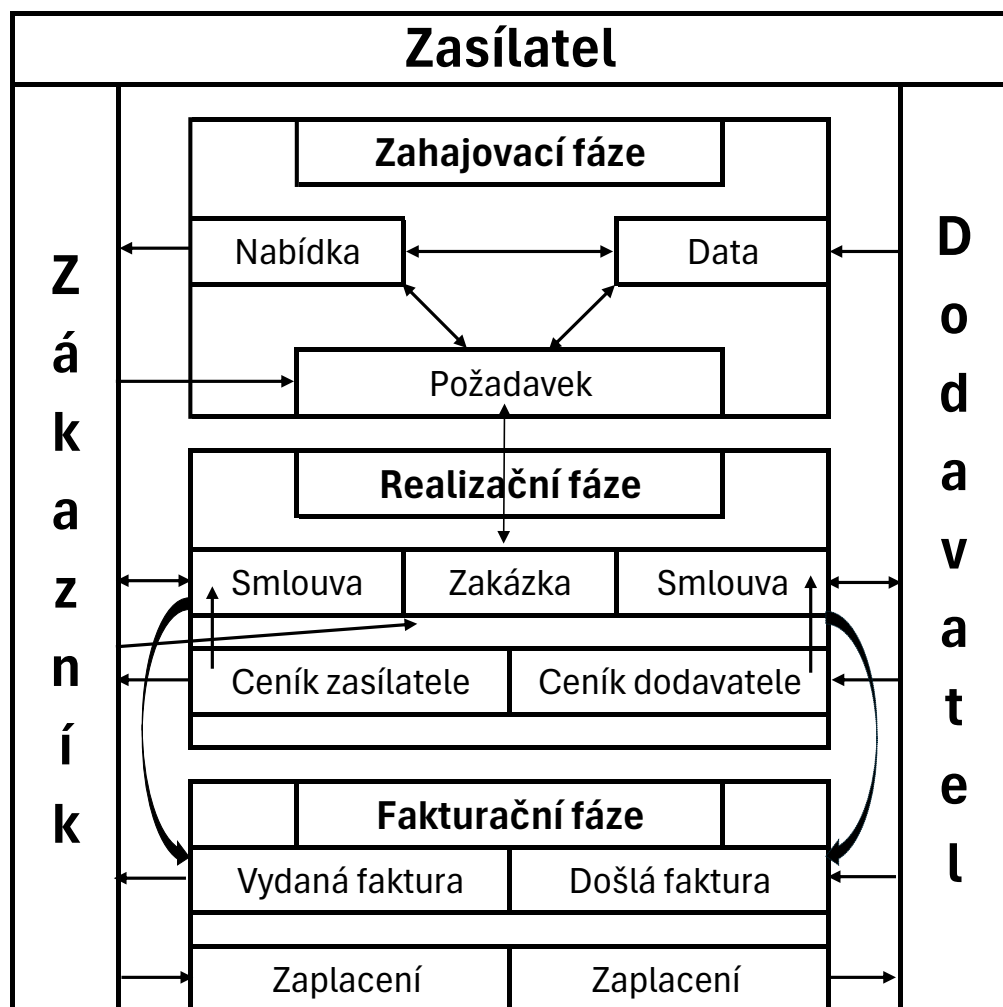 Zasílatel
Zákazník
Zahajovací fáze
Nabídka
Data
Požadavek
Realizační fáze
Smlouva
Zakázka
Smlouva
Ceník zasílatele
Ceník dodavatele
Fakturační fáze
Vydaná faktura
Došlá faktura
Zaplacení
Zaplacení
Dodavatel